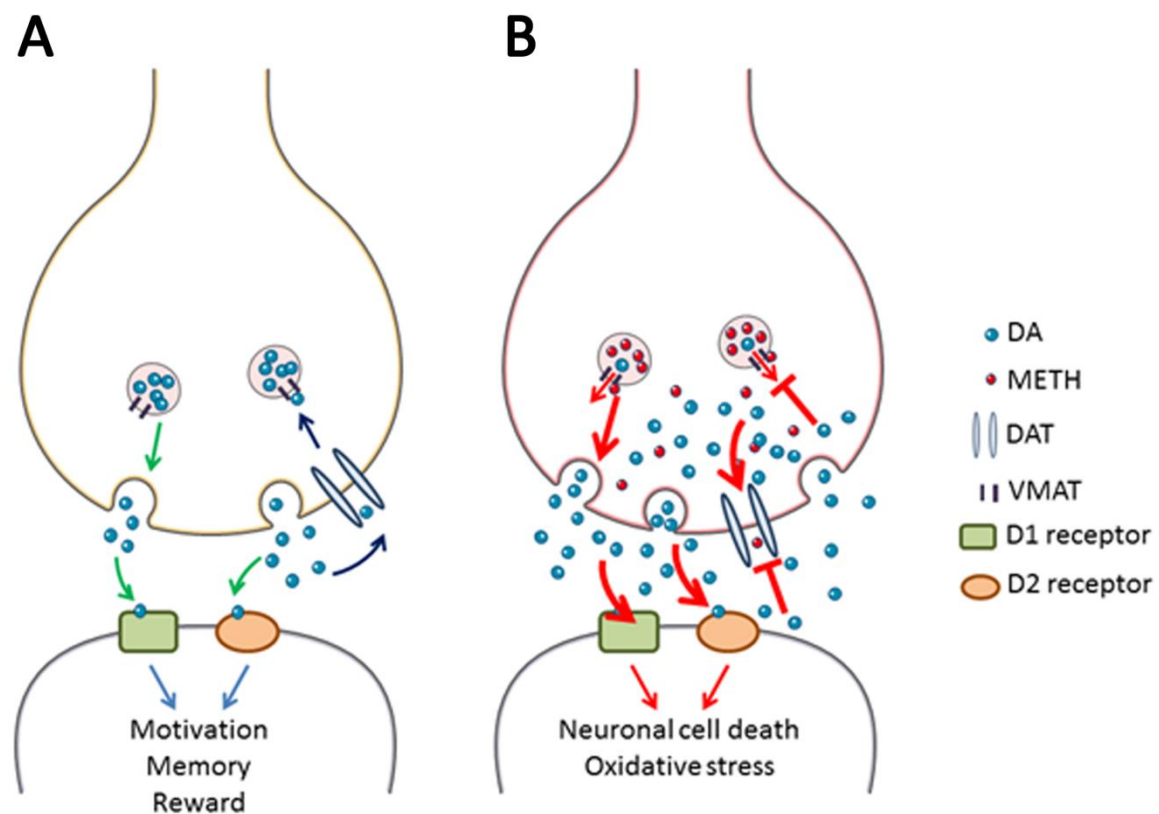 A
B
DA
METH
DAT
VMAT
D1 receptor
D2 receptor
Motivation
Memory
Reward
Neuronal cell death
Oxidative stress